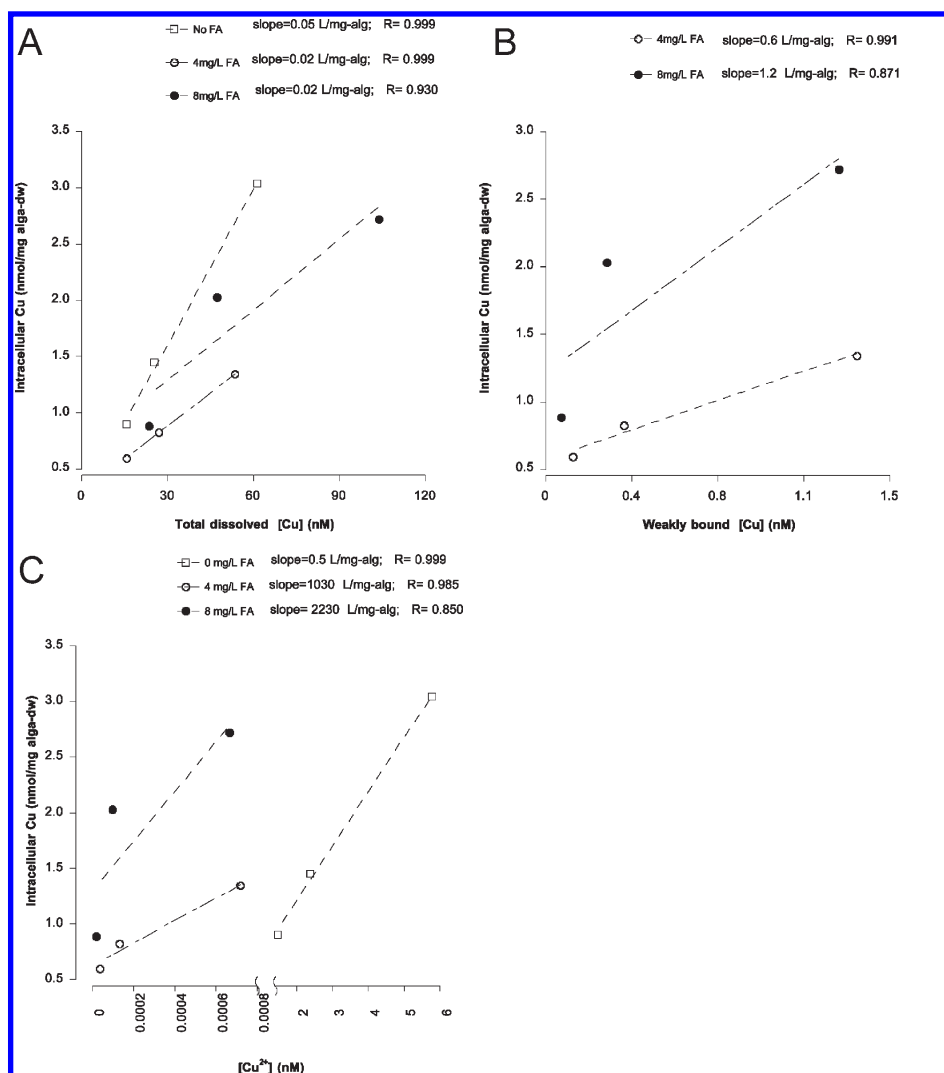 A
No FA slope=0.05 L/mg-alg; R= 0.999
4mg/L FA slope=0.02 L/mg-alg; R= 0.999
8mg/L FA slope=0.02 L/mg-alg; R= 0.930
3.5
3.0
2.5
2.0
1.5
1.0
0.5
Intracellular Cu (nmol/mg alga-dw)
0 30 60 90 120
Total dissolved [Cu] (nM)
B
4mg/L FA slope=0.6 L/mg-alg; R= 0.991
8mg/L FA slope=1.2 L/mg-alg; R= 0.871
3.0
2.5
2.0
1.5
1.0
0.5
Intracellular Cu (nmol/mg alga-dw)
0 0.4 0.8 1.1 1.5
Weakly bound [Cu] (nM)
C
0 mg/L FA slope=0.5 L/mg-alg; R= 0.999
4 mg/L FA slope=1030 L/mg-alg; R= 0.985
8 mg/L FA slope= 2230 L/mg-alg; R= 0.850
3.5
3.0
2.5
2.0
1.5
1.0
0.5
Intracellular Cu (nmol/mg alga-dw)
0 0.0002 0.0004 0.0006 0.0008 2 3 4 5 6
[Cu²⁺] (nM)